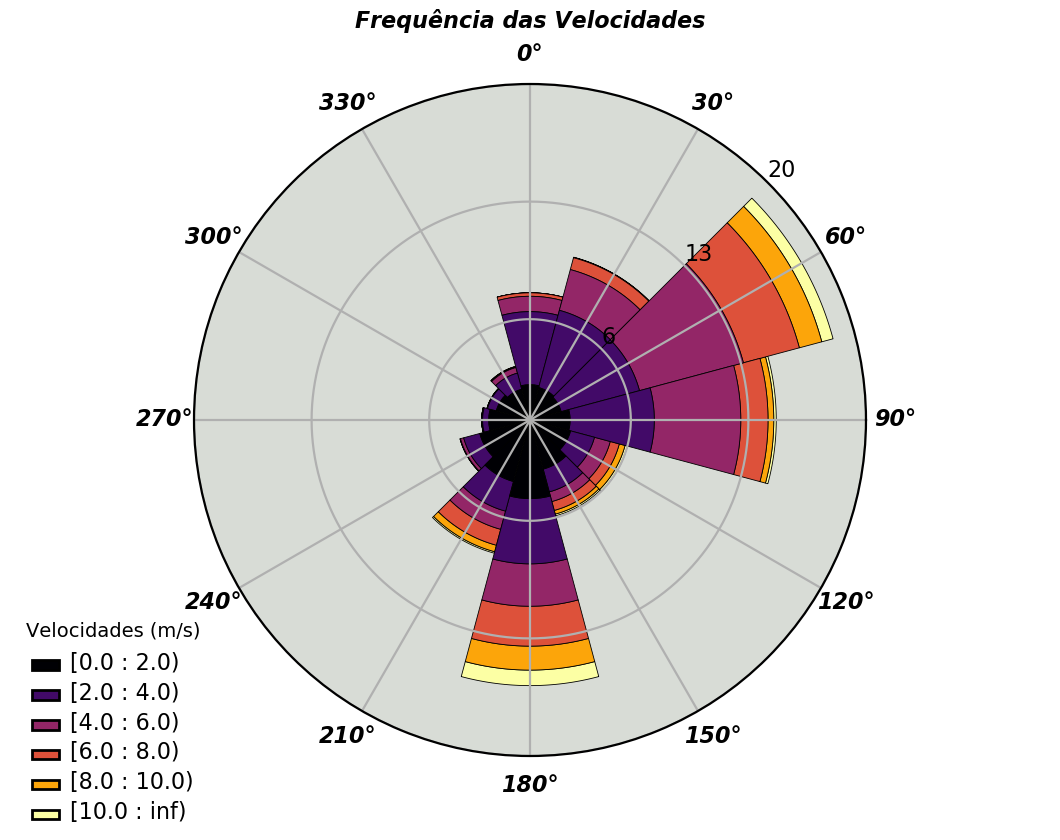 Frequência das Velocidades
0°
330°
30°
20
300°
60°
13
6
270°
90°
240°
120°
210°
150°
180°
Velocidades (m/s)
[0.0 : 2.0)
[2.0 : 4.0)
[4.0 : 6.0)
[6.0 : 8.0)
[8.0 : 10.0)
[10.0 : inf)